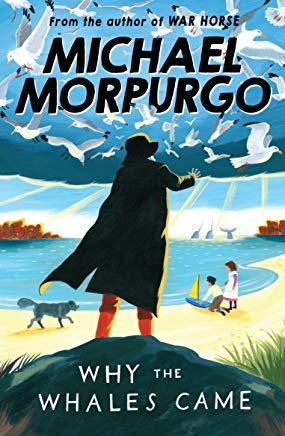 From the author of WAR HORSE
MICHAEL
MORPURGO
WHY THE
WHALES CAME